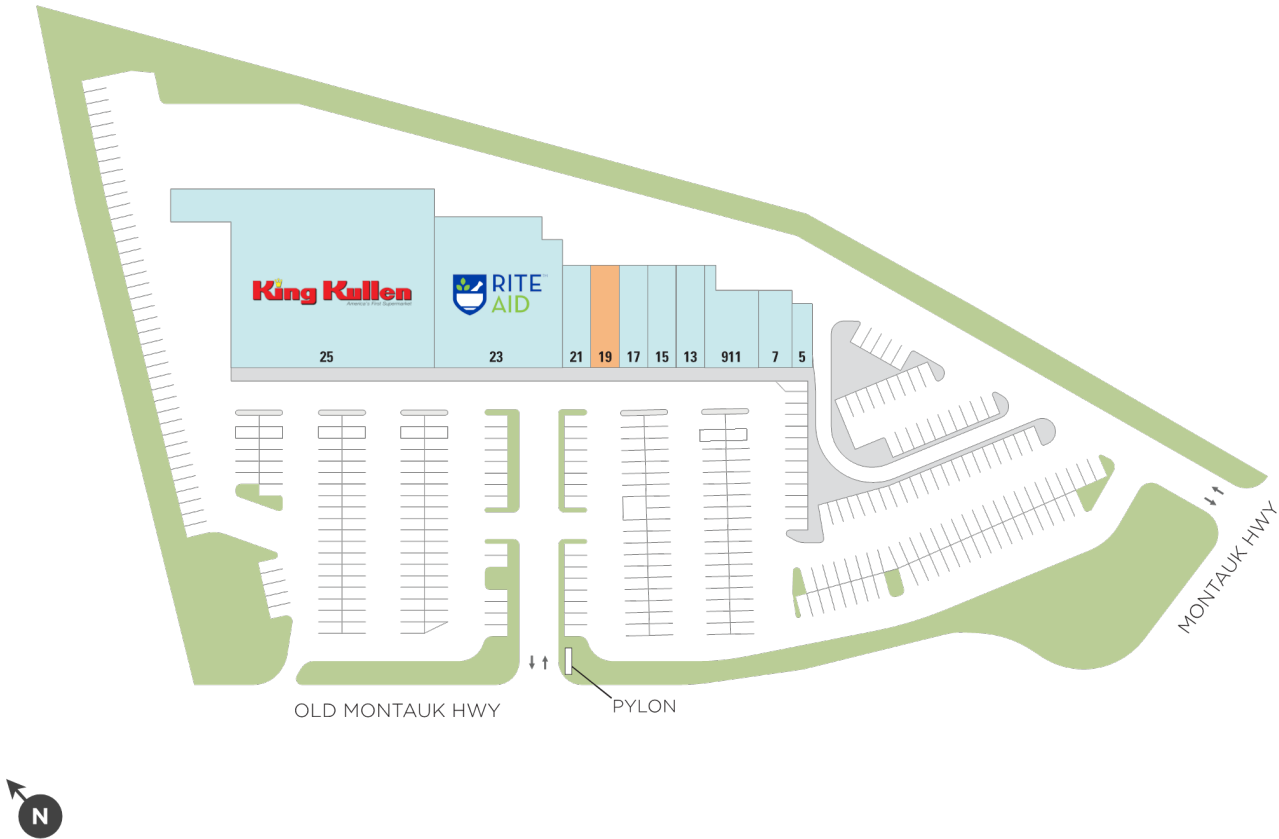 King Kullen
America's First Supermarket
RITE
AID
25
23
21
19
17
15
13
911
7
5
MONTAUK HWY
OLD MONTAUK HWY
PYLON
N